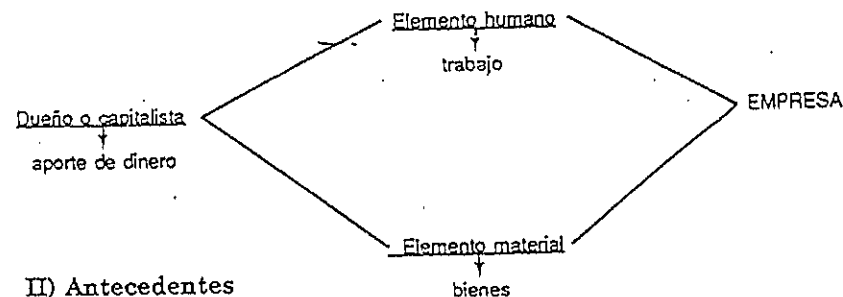 Elemento humano
trabajo
Dueño o capitalista
aporte de dinero
EMPRESA
Elemento material
bienes
II) Antecedentes